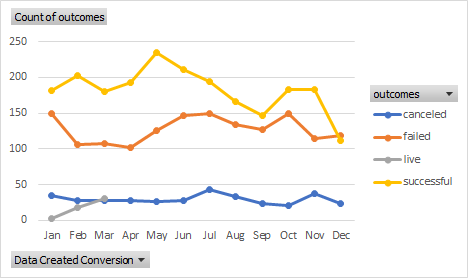 Count of outcomes
250
200
150
100
50
0
Jan Feb Mar Apr May Jun Jul Aug Sep Oct Nov Dec
outcomes
canceled
failed
live
successful
Data Created Conversion